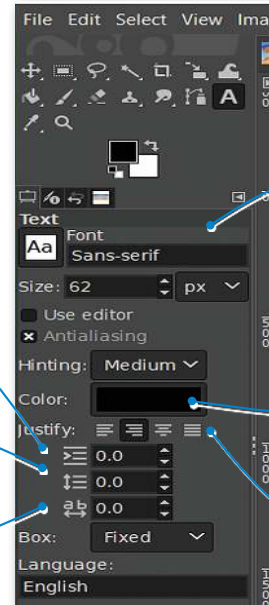 File Edit Select View Ima
A
Text
Aa
Font
Sans-serif
Size: 62 px
Use editor
Antialiasing
Hinting: Medium
Color:
Justify:
0.0
0.0
ab 0.0
Box: Fixed
Language:
English